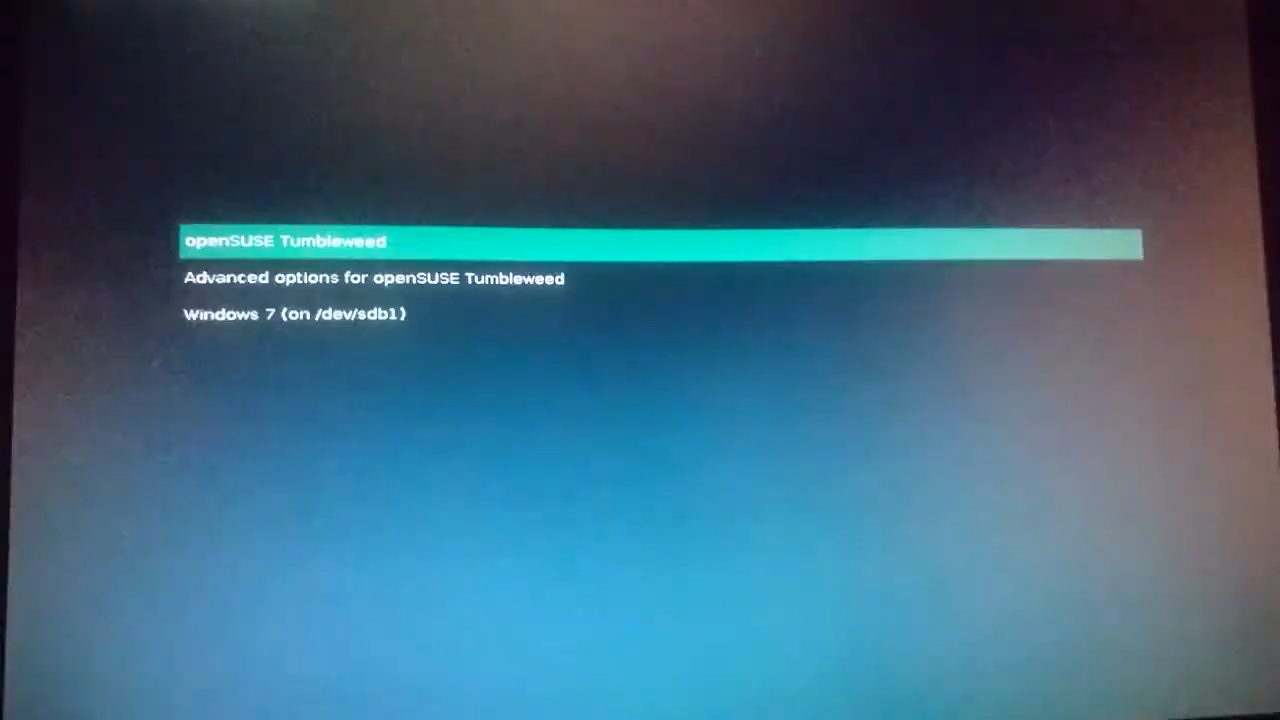 openSUSE Tumbleweed
Advanced options for openSUSE Tumbleweed
Windows 7 (on /dev/sdb1)